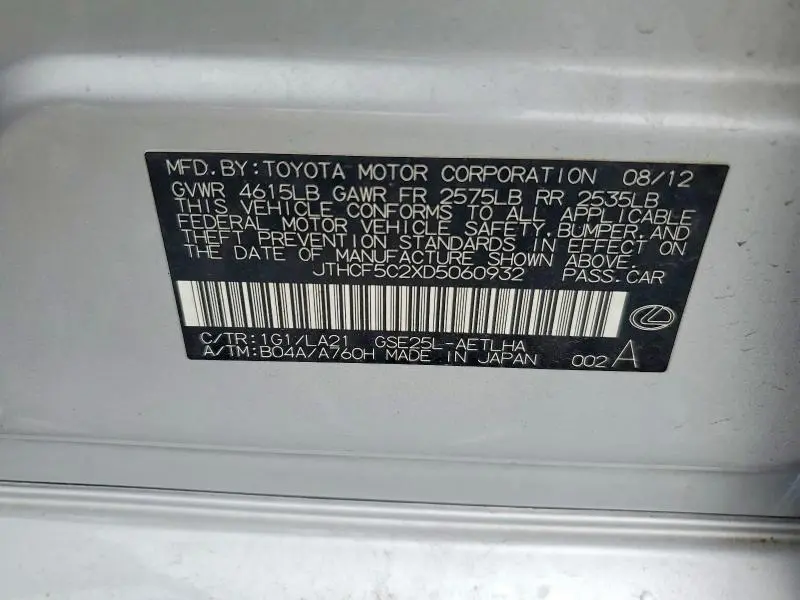 MFD. BY: TOYOTA MOTOR CORPORATION 08/12
GVWR 4615LB GAWR FR 2575LB RR 2535LB
THIS VEHICLE CONFORMS TO ALL APPLICABLE
FEDERAL MOTOR VEHICLE SAFETY, BUMPER, AND
THEFT PREVENTION STANDARDS IN EFFECT ON
THE DATE OF MANUFACTURE SHOWN ABOVE.
JTHCF5C2XD5060932 PASS. CAR
C/TR: 1G1/LA21 GSE25L-AETLHA
A/TM: B04A/A760H MADE IN JAPAN 002 A